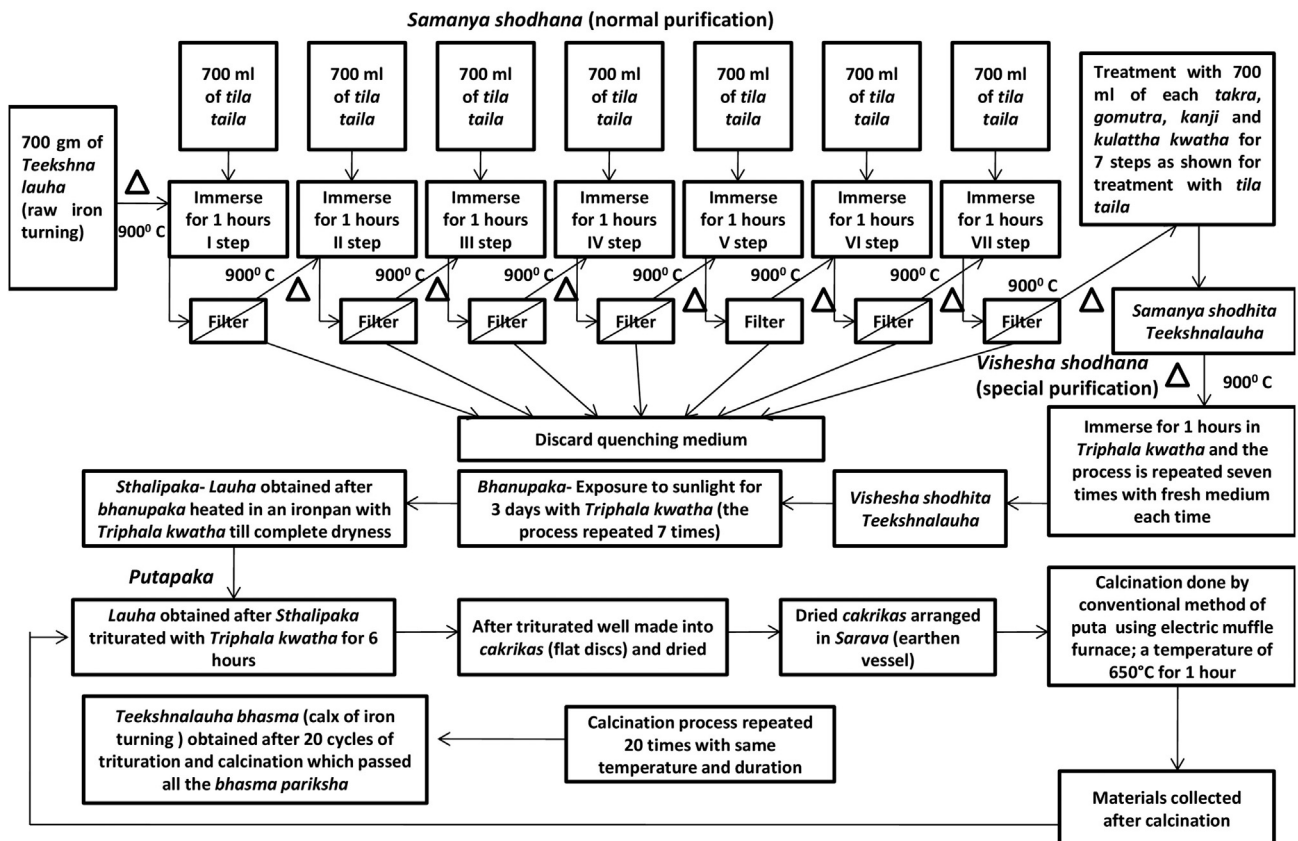 Samanya shodhana (normal purification)
700 ml
of tila
taila
700 ml
of tila
taila
700 ml
of tila
taila
700 ml
of tila
taila
700 ml
of tila
taila
700 ml
of tila
taila
700 ml
of tila
taila
Treatment with 700
ml of each takra,
gomutra, kanji and
kulattha kwatha for
7 steps as shown for
treatment with tila
taila
700 gm of
Teekshna
lauha
(raw iron
turning)
Δ
900⁰ C
Immerse
for 1 hours
I step
Immerse
for 1 hours
II step
Immerse
for 1 hours
III step
Immerse
for 1 hours
IV step
Immerse
for 1 hours
V step
Immerse
for 1 hours
VI step
Immerse
for 1 hours
VII step
900⁰ C
Δ
900⁰ C
Δ
900⁰ C
Δ
900⁰ C
Δ
900⁰ C
Δ
900⁰ C
Δ
900⁰ C
Δ
Filter
Filter
Filter
Filter
Filter
Filter
Filter
Samanya shodhita
Teekshnalauha
Vishesha shodhana
(special purification)
Δ
900⁰ C
Discard quenching medium
Immerse for 1 hours in
Triphala kwatha and the
process is repeated seven
times with fresh medium
each time
Vishesha shodhita
Teekshnalauha
Bhanupaka- Exposure to sunlight for
3 days with Triphala kwatha (the
process repeated 7 times)
Sthalipaka- Lauha obtained after
bhanupaka heated in an ironpan with
Triphala kwatha till complete dryness
Putapaka
Lauha obtained after Sthalipaka
triturated with Triphala kwatha for 6
hours
After triturated well made into
cakrikas (flat discs) and dried
Dried cakrikas arranged
in Sarava (earthen
vessel)
Calcination done by
conventional method of
puta using electric muffle
furnace; a temperature of
650°C for 1 hour
Materials collected
after calcination
Calcination process repeated
20 times with same
temperature and duration
Teekshnalauha bhasma (calx of iron
turning ) obtained after 20 cycles of
trituration and calcination which passed
all the bhasma pariksha